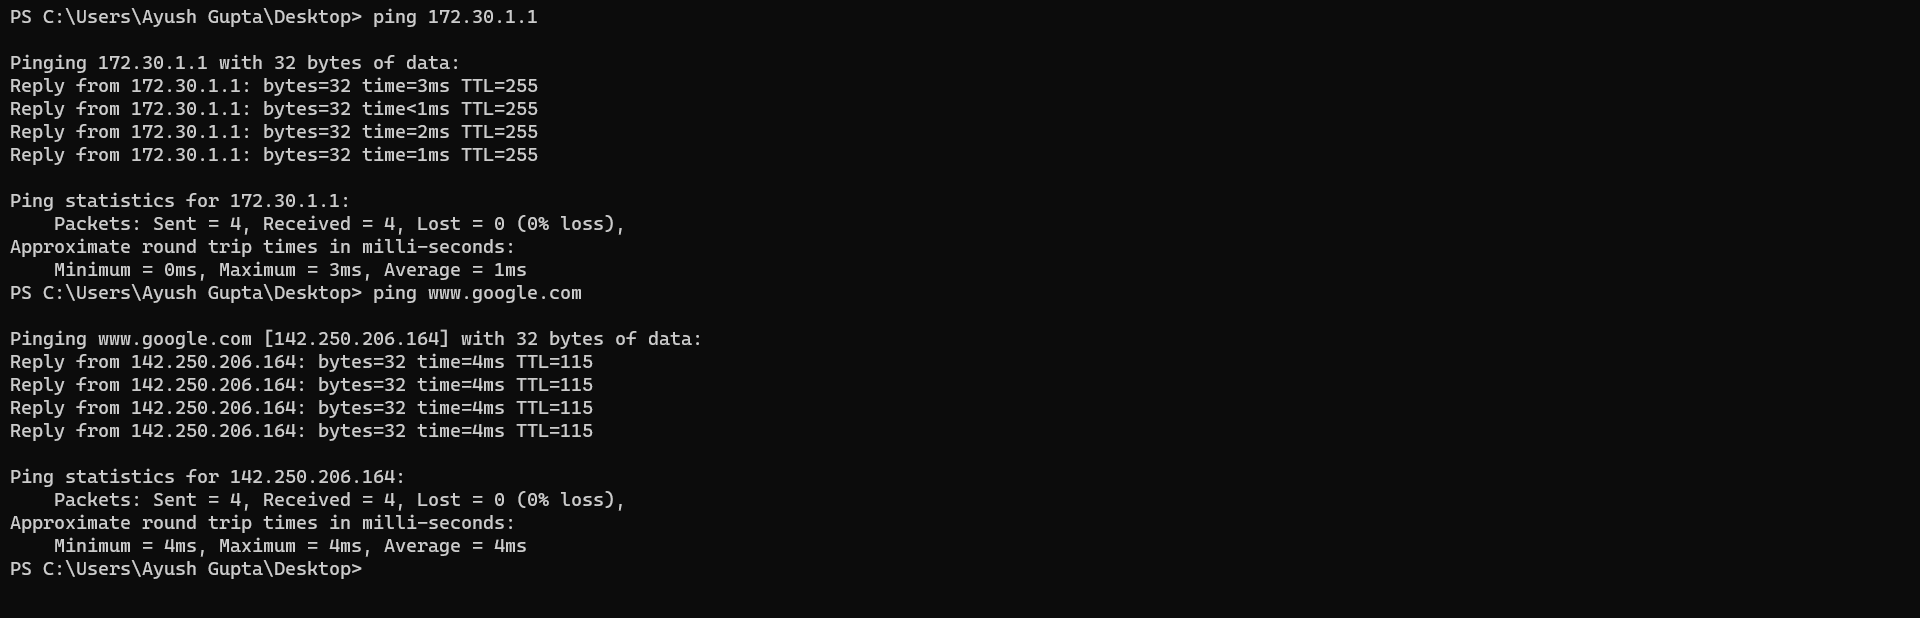 PS C:\Users\Ayush Gupta\Desktop> ping 172.30.1.1
Pinging 172.30.1.1 with 32 bytes of data:
Reply from 172.30.1.1: bytes=32 time=3ms TTL=255
Reply from 172.30.1.1: bytes=32 time<1ms TTL=255
Reply from 172.30.1.1: bytes=32 time=2ms TTL=255
Reply from 172.30.1.1: bytes=32 time=1ms TTL=255
Ping statistics for 172.30.1.1:
    Packets: Sent = 4, Received = 4, Lost = 0 (0% loss),
Approximate round trip times in milli-seconds:
    Minimum = 0ms, Maximum = 3ms, Average = 1ms
PS C:\Users\Ayush Gupta\Desktop> ping www.google.com
Pinging www.google.com [142.250.206.164] with 32 bytes of data:
Reply from 142.250.206.164: bytes=32 time=4ms TTL=115
Reply from 142.250.206.164: bytes=32 time=4ms TTL=115
Reply from 142.250.206.164: bytes=32 time=4ms TTL=115
Reply from 142.250.206.164: bytes=32 time=4ms TTL=115
Ping statistics for 142.250.206.164:
    Packets: Sent = 4, Received = 4, Lost = 0 (0% loss),
Approximate round trip times in milli-seconds:
    Minimum = 4ms, Maximum = 4ms, Average = 4ms
PS C:\Users\Ayush Gupta\Desktop>